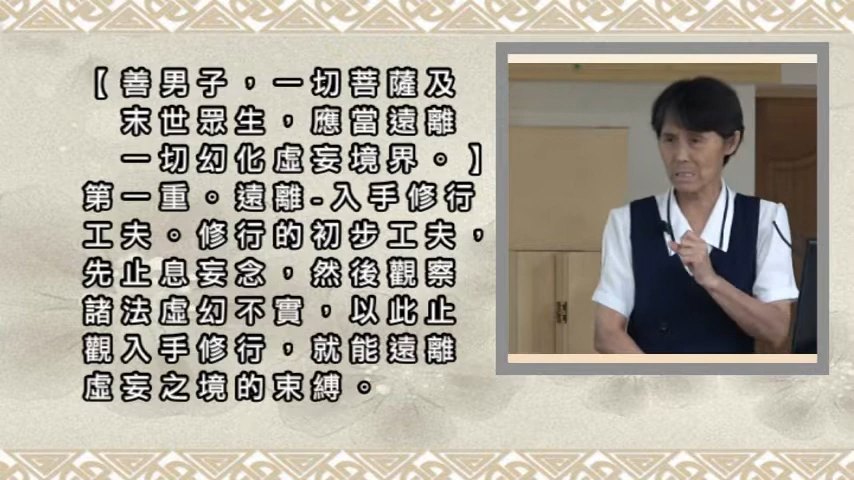 【善男子，一切菩薩及
末世眾生，應當遠離
一切幻化虛妄境界。】
第一重。遠離-入手修行
工夫。修行的初步工夫，
先止息妄念，然後觀察
諸法虛幻不實，以此止
觀入手修行，就能遠離
虛妄之境的束縛。